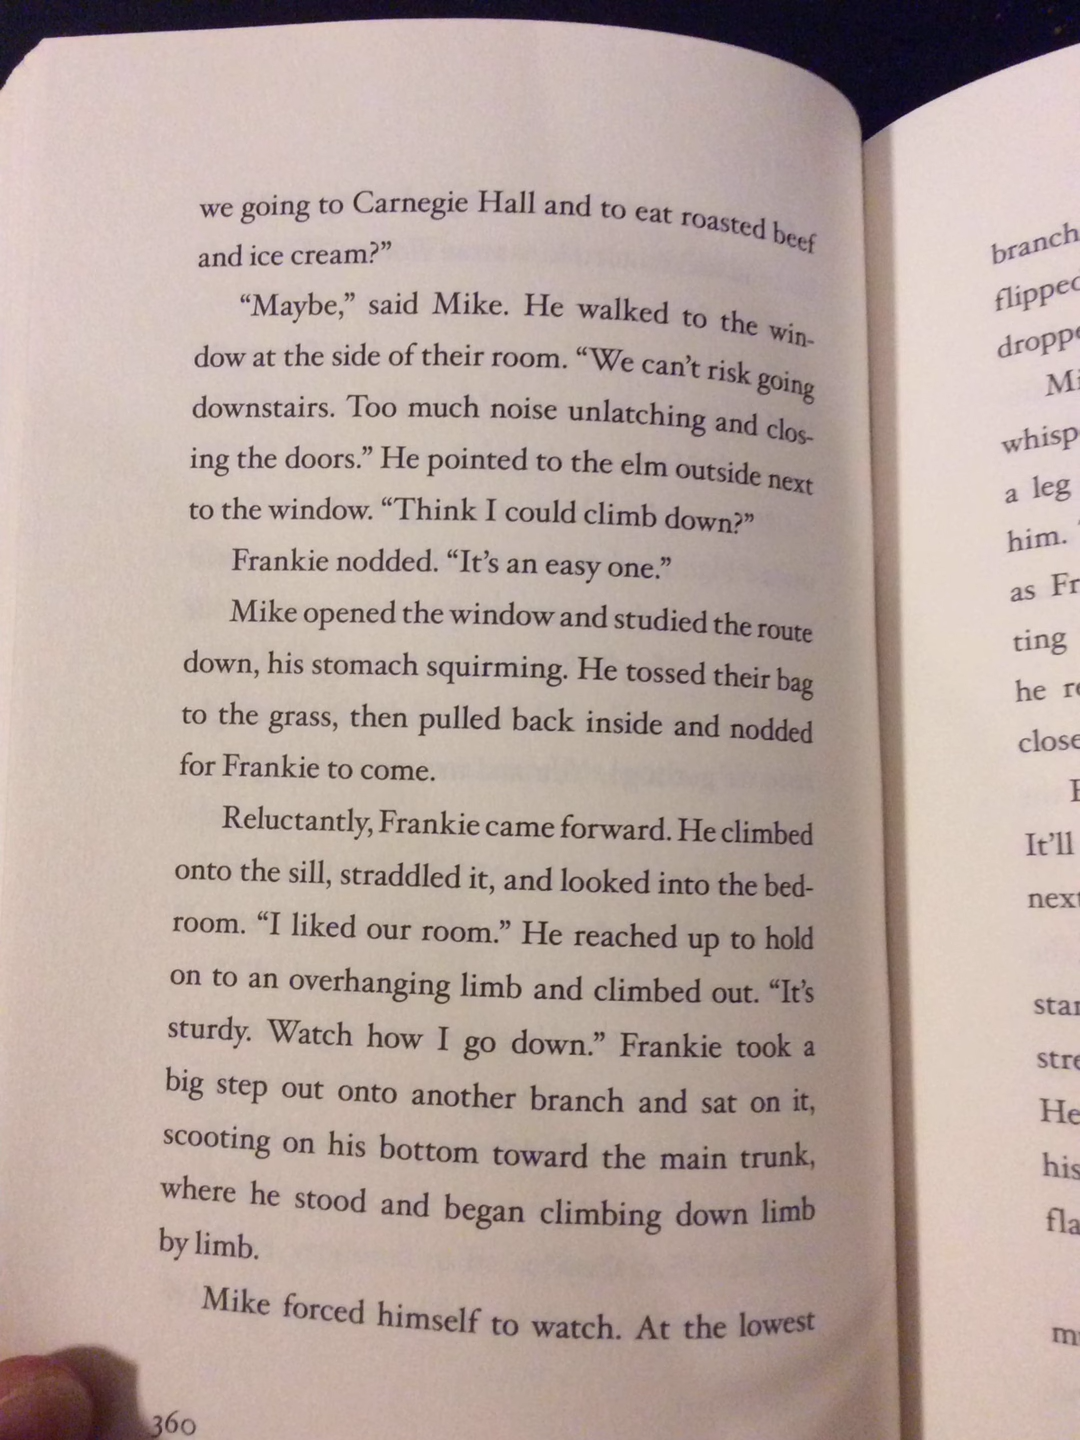 we going to Carnegie Hall and to eat roasted beef
and ice cream?”
“Maybe,” said Mike. He walked to the win-
dow at the side of their room. “We can’t risk going
downstairs. Too much noise unlatching and clos-
ing the doors.” He pointed to the elm outside next
to the window. “Think I could climb down?”
Frankie nodded. “It’s an easy one.”
Mike opened the window and studied the route
down, his stomach squirming. He tossed their bag
to the grass, then pulled back inside and nodded
for Frankie to come.
Reluctantly, Frankie came forward. He climbed
onto the sill, straddled it, and looked into the bed-
room. “I liked our room.” He reached up to hold
on to an overhanging limb and climbed out. “It’s
sturdy. Watch how I go down.” Frankie took a
big step out onto another branch and sat on it,
scooting on his bottom toward the main trunk,
where he stood and began climbing down limb
by limb.
Mike forced himself to watch. At the lowest
360
branch
a leg
him.
as
ting
he
It’ll
He
his